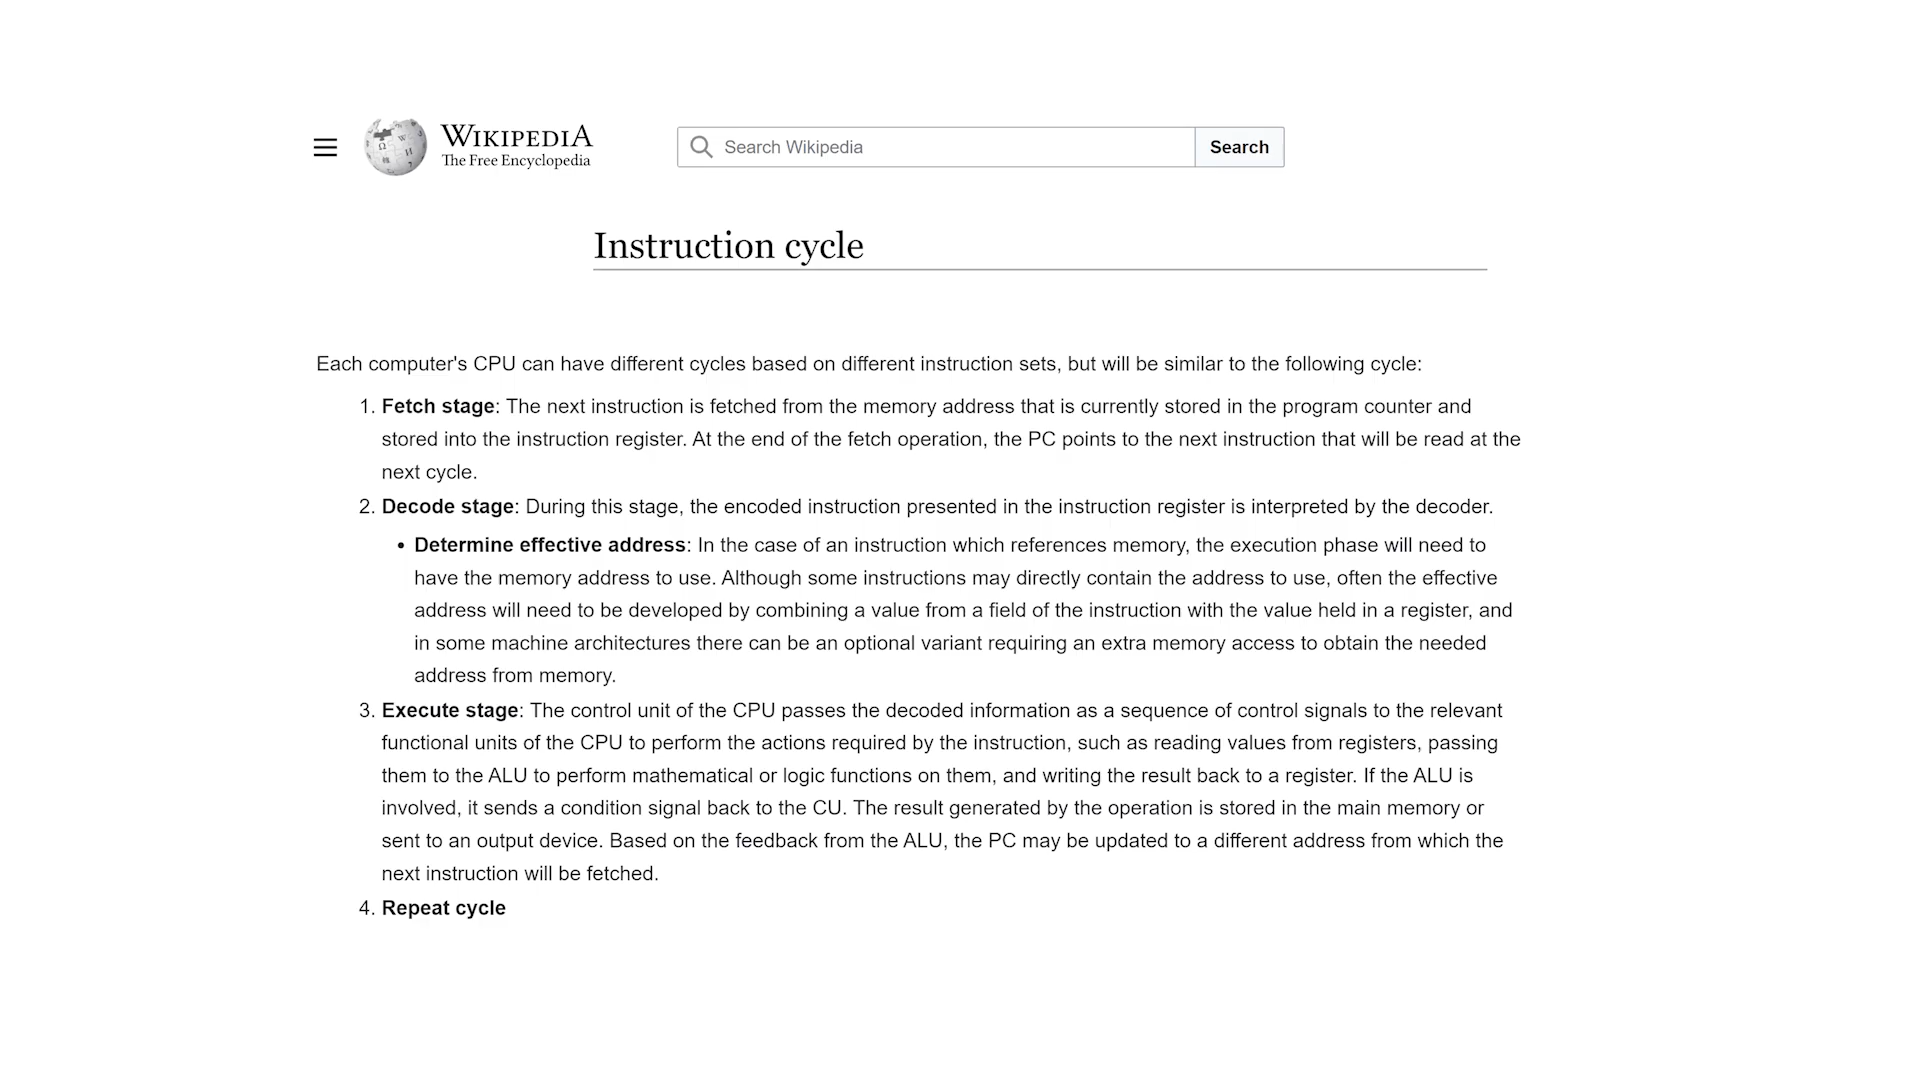 WIKIPEDIA
The Free Encyclopedia
Search Wikipedia
Search
Instruction cycle
Each computer's CPU can have different cycles based on different instruction sets, but will be similar to the following cycle:
1. Fetch stage: The next instruction is fetched from the memory address that is currently stored in the program counter and
stored into the instruction register. At the end of the fetch operation, the PC points to the next instruction that will be read at the
next cycle.
2. Decode stage: During this stage, the encoded instruction presented in the instruction register is interpreted by the decoder.
• Determine effective address: In the case of an instruction which references memory, the execution phase will need to
have the memory address to use. Although some instructions may directly contain the address to use, often the effective
address will need to be developed by combining a value from a field of the instruction with the value held in a register, and
in some machine architectures there can be an optional variant requiring an extra memory access to obtain the needed
address from memory.
3. Execute stage: The control unit of the CPU passes the decoded information as a sequence of control signals to the relevant
functional units of the CPU to perform the actions required by the instruction, such as reading values from registers, passing
them to the ALU to perform mathematical or logic functions on them, and writing the result back to a register. If the ALU is
involved, it sends a condition signal back to the CU. The result generated by the operation is stored in the main memory or
sent to an output device. Based on the feedback from the ALU, the PC may be updated to a different address from which the
next instruction will be fetched.
4. Repeat cycle